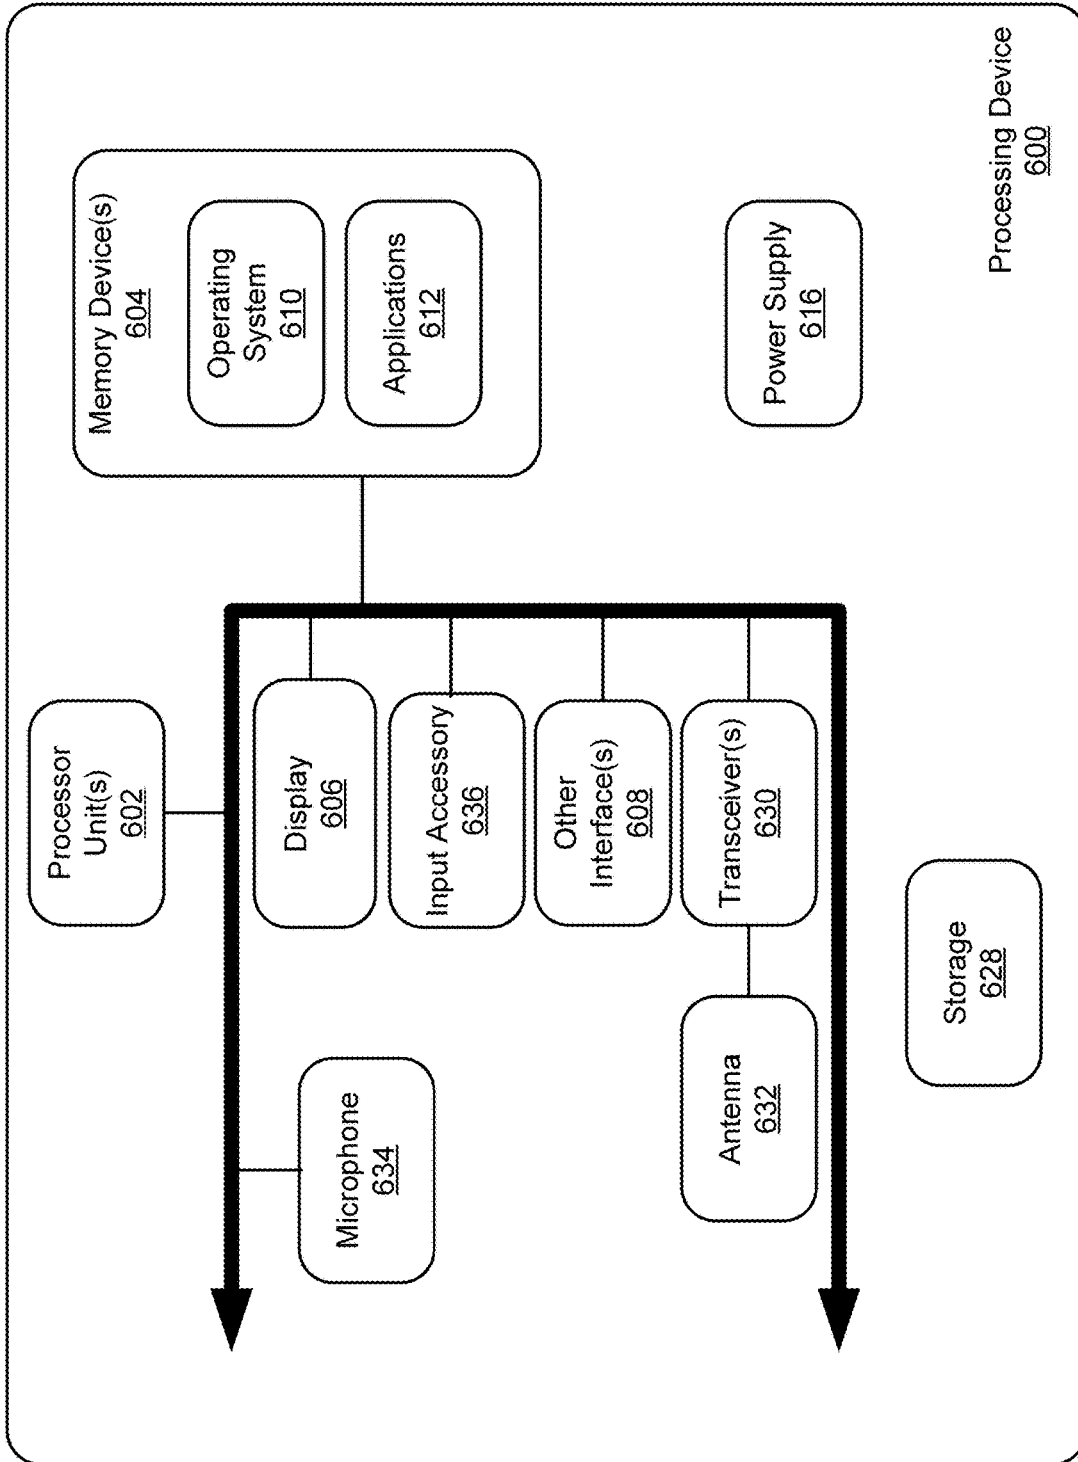 Processor
Unit(s)
602
Memory Device(s)
604
Operating
System
610
Applications
612
Display
606
Input Accessory
636
Other
Interface(s)
608
Transceiver(s)
630
Microphone
634
Antenna
632
Power Supply
616
Storage
628
Processing Device
600